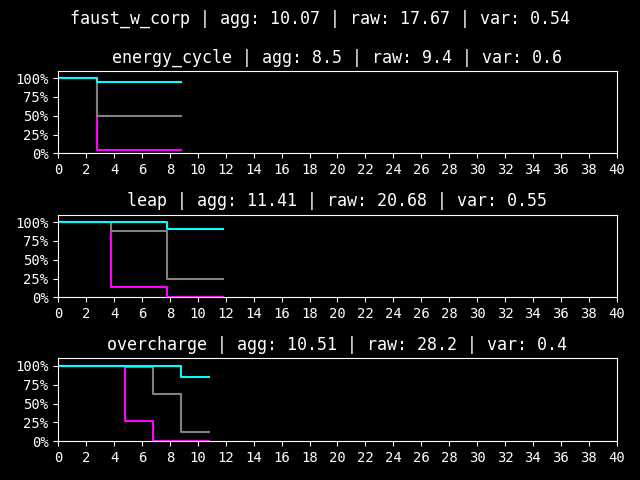 faust_w_corp | agg: 10.07 | raw: 17.67 | var: 0.54
energy_cycle | agg: 8.5 | raw: 9.4 | var: 0.6
100%
75%
50%
25%
0%
0 2 4 6 8 10 12 14 16 18 20 22 24 26 28 30 32 34 36 38 40
leap | agg: 11.41 | raw: 20.68 | var: 0.55
100%
75%
50%
25%
0%
0 2 4 6 8 10 12 14 16 18 20 22 24 26 28 30 32 34 36 38 40
overcharge | agg: 10.51 | raw: 28.2 | var: 0.4
100%
75%
50%
25%
0%
0 2 4 6 8 10 12 14 16 18 20 22 24 26 28 30 32 34 36 38 40